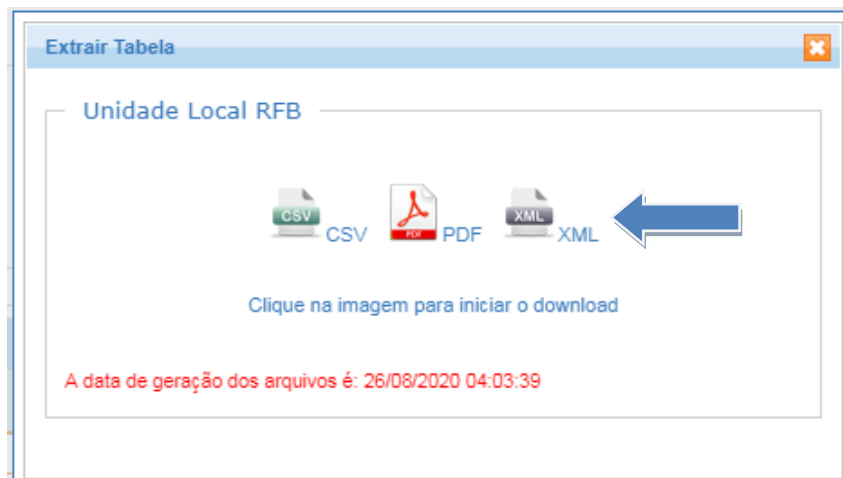 Extrair Tabela
Unidade Local RFB
CSV CSV PDF PDF XML XML
Clique na imagem para iniciar o download
A data de geração dos arquivos é: 26/08/2020 04:03:39